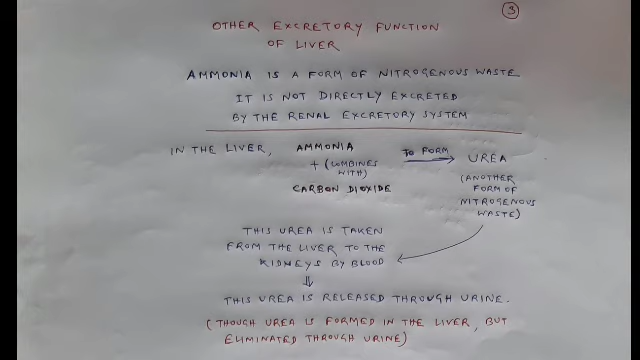 3
OTHER EXCRETORY FUNCTION
OF LIVER
AMMONIA IS A FORM OF NITROGENOUS WASTE
IT IS NOT DIRECTLY EXCRETED
BY THE RENAL EXCRETORY SYSTEM
IN THE LIVER, AMMONIA
+ (COMBINES WITH)
CARBON DIOXIDE
TO FORM
UREA
(ANOTHER
FORM OF
NITROGENOUS
WASTE)
THIS UREA IS TAKEN
FROM THE LIVER TO THE
KIDNEYS BY BLOOD
THIS UREA IS RELEASED THROUGH URINE.
(THOUGH UREA IS FORMED IN THE LIVER, BUT
ELIMINATED THROUGH URINE)